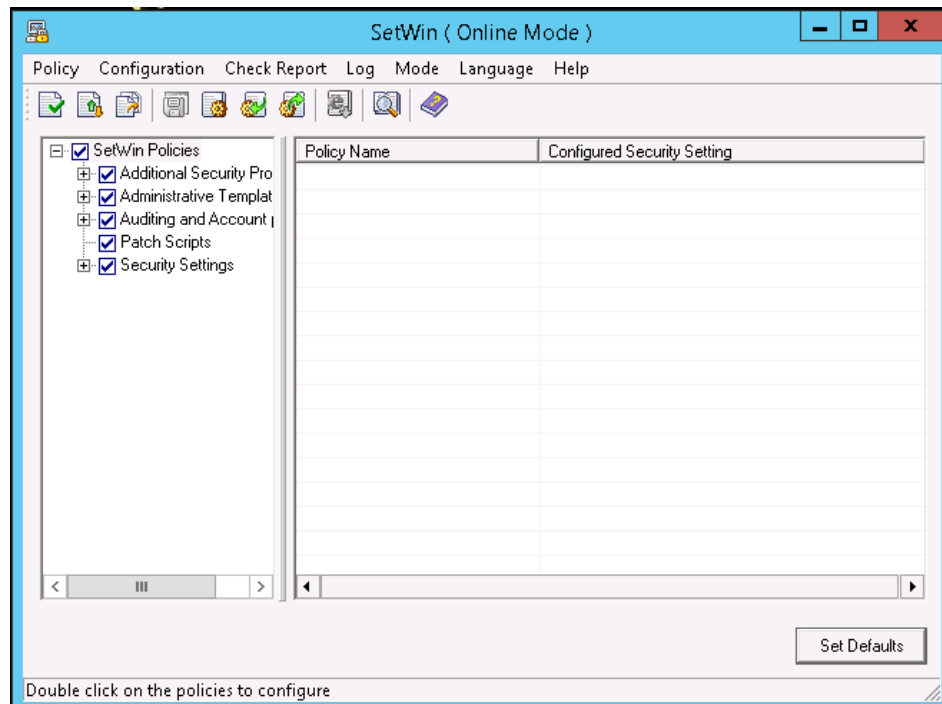 SetWin ( Online Mode )
Policy Configuration Check Report Log Mode Language Help
SetWin Policies
Additional Security Pro
Administrative Templat
Auditing and Account p
Patch Scripts
Security Settings
Policy Name Configured Security Setting
Set Defaults
Double click on the policies to configure